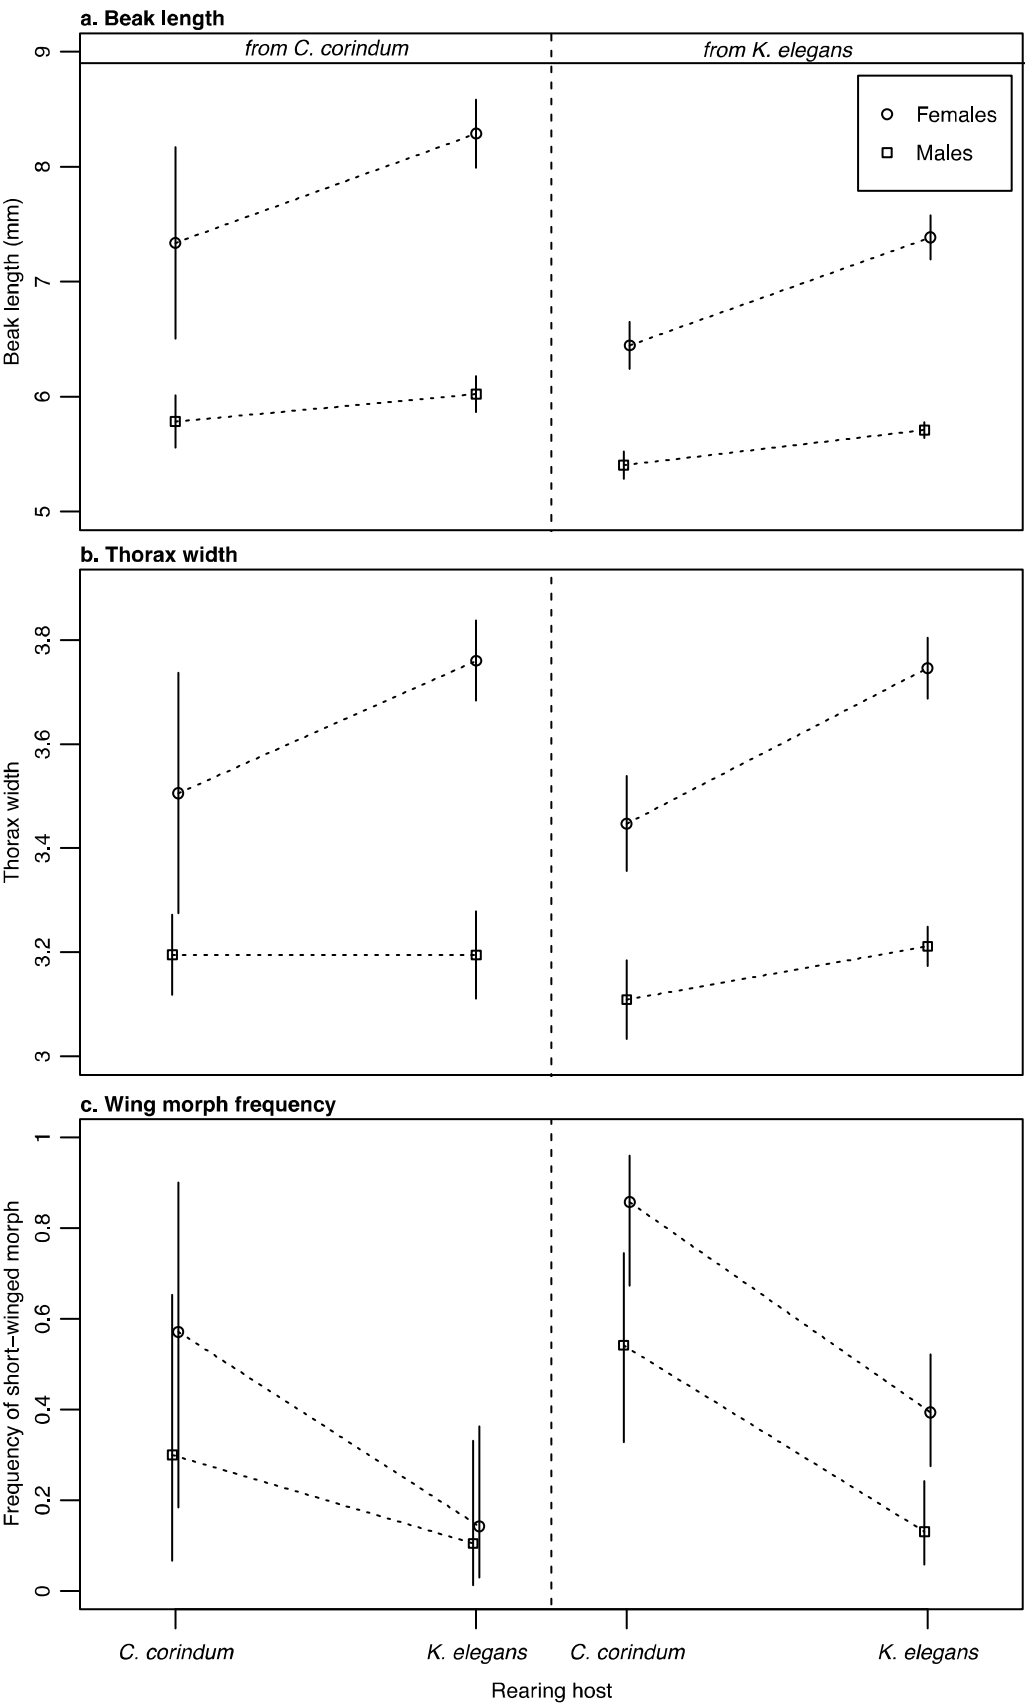 a. Beak length
from C. corindum
from K. elegans
Females
Males
Beak length (mm)
9
8
7
6
5
b. Thorax width
Thorax width
3.8
3.6
3.4
3.2
3
c. Wing morph frequency
Frequency of short−winged morph
1
0.8
0.6
0.4
0.2
0
C. corindum
K. elegans
C. corindum
K. elegans
Rearing host